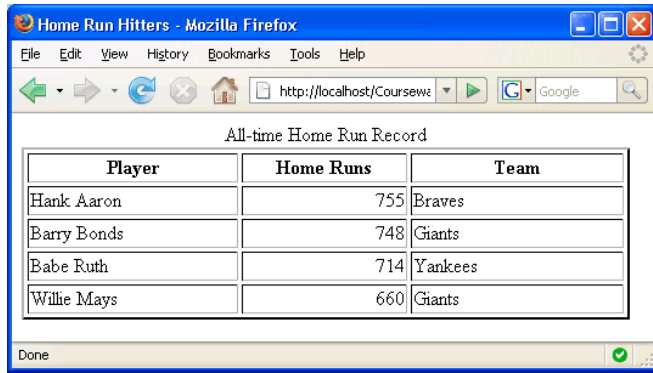 Home Run Hitters - Mozilla Firefox
File Edit View History Bookmarks Tools Help
http://localhost/Coursewa G Google
All-time Home Run Record
Player Home Runs Team
Hank Aaron 755 Braves
Barry Bonds 748 Giants
Babe Ruth 714 Yankees
Willie Mays 660 Giants
Done